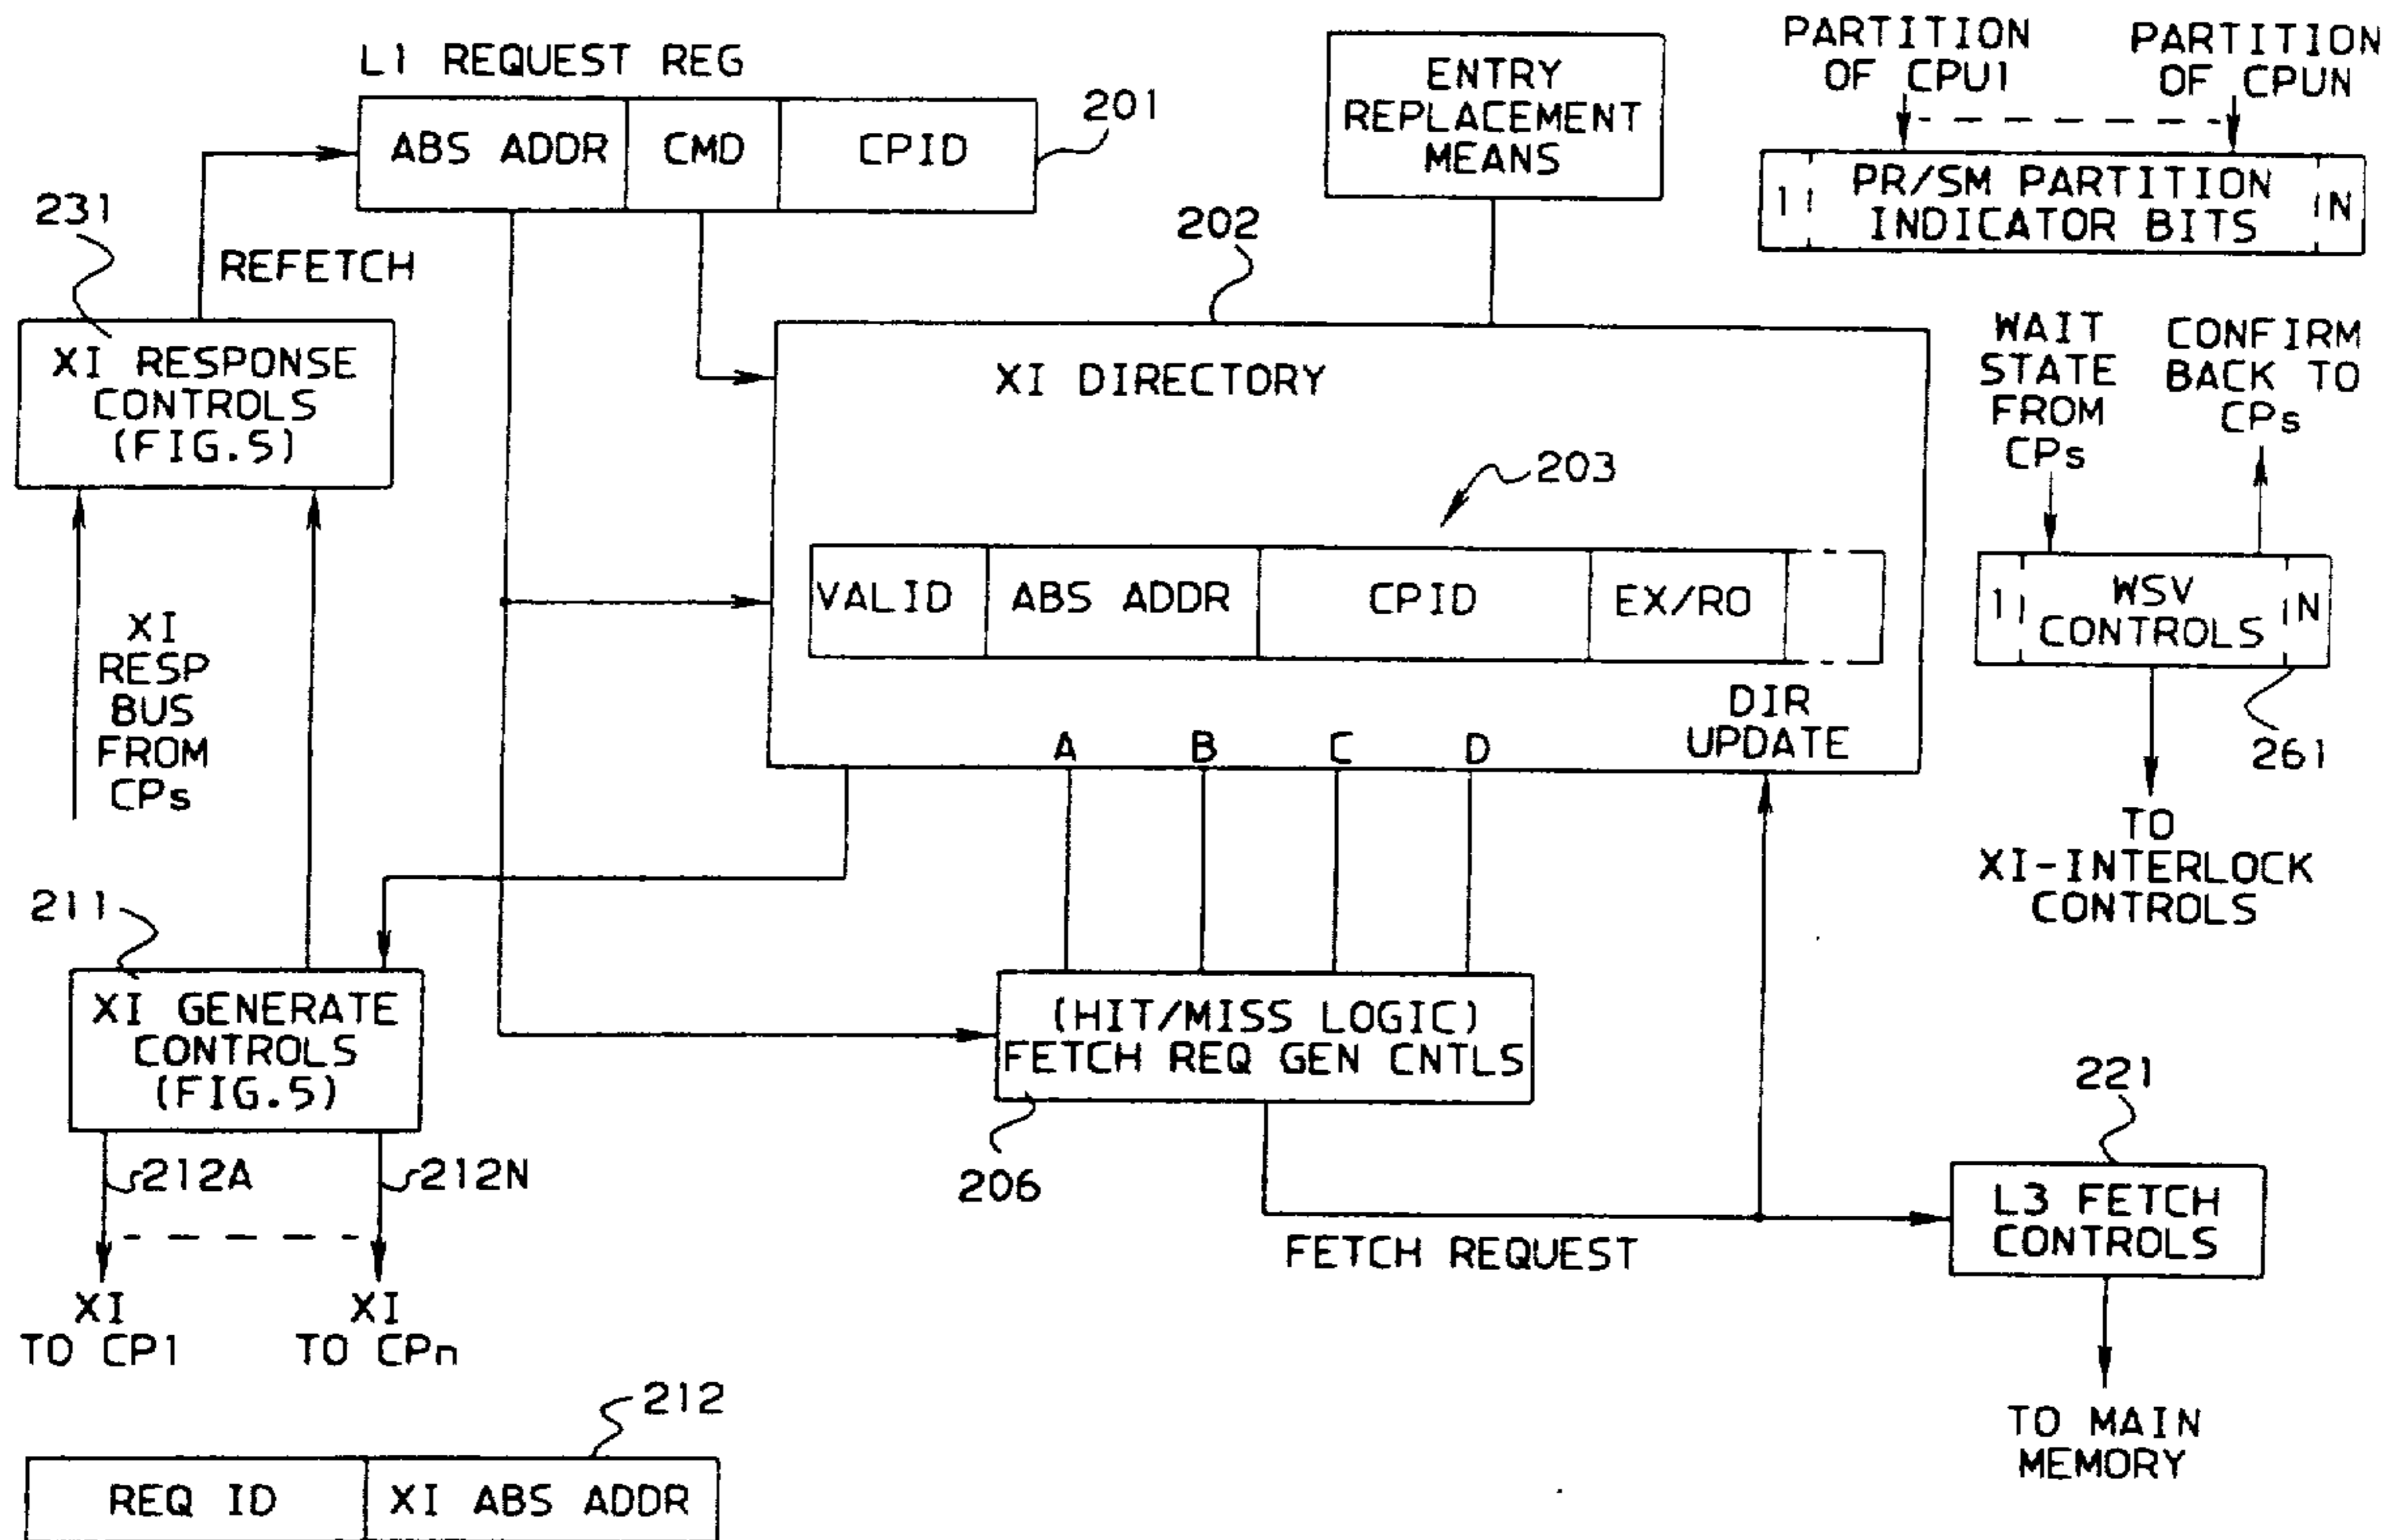 L1 REQUEST REG
ABS ADDR CMD CPID
201
ENTRY
REPLACEMENT
MEANS
PARTITION
OF CPU1
PARTITION
OF CPUN
1 PR/SM PARTITION
INDICATOR BITS N
231
REFETCH
202
XI RESPONSE
CONTROLS
(FIG.5)
XI DIRECTORY
203
VALID ABS ADDR CPID EX/RO
DIR
UPDATE
A B C D
WAIT
STATE
FROM
CPs
CONFIRM
BACK TO
CPs
1 WSV
CONTROLS N
261
TO
XI-INTERLOCK
CONTROLS
XI
RESP
BUS
FROM
CPs
211
XI GENERATE
CONTROLS
(FIG.5)
212A 212N
XI
TO CP1
XI
TO CPn
(HIT/MISS LOGIC)
FETCH REQ GEN CNTLS
206
FETCH REQUEST
221
L3 FETCH
CONTROLS
TO MAIN
MEMORY
212
REQ ID XI ABS ADDR